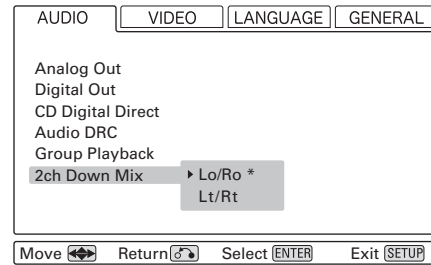 AUDIO VIDEO LANGUAGE GENERAL
Analog Out
Digital Out
CD Digital Direct
Audio DRC
Group Playback
2ch Down Mix Lo/Ro *
Lt/Rt
Move Return Select ENTER Exit SETUP